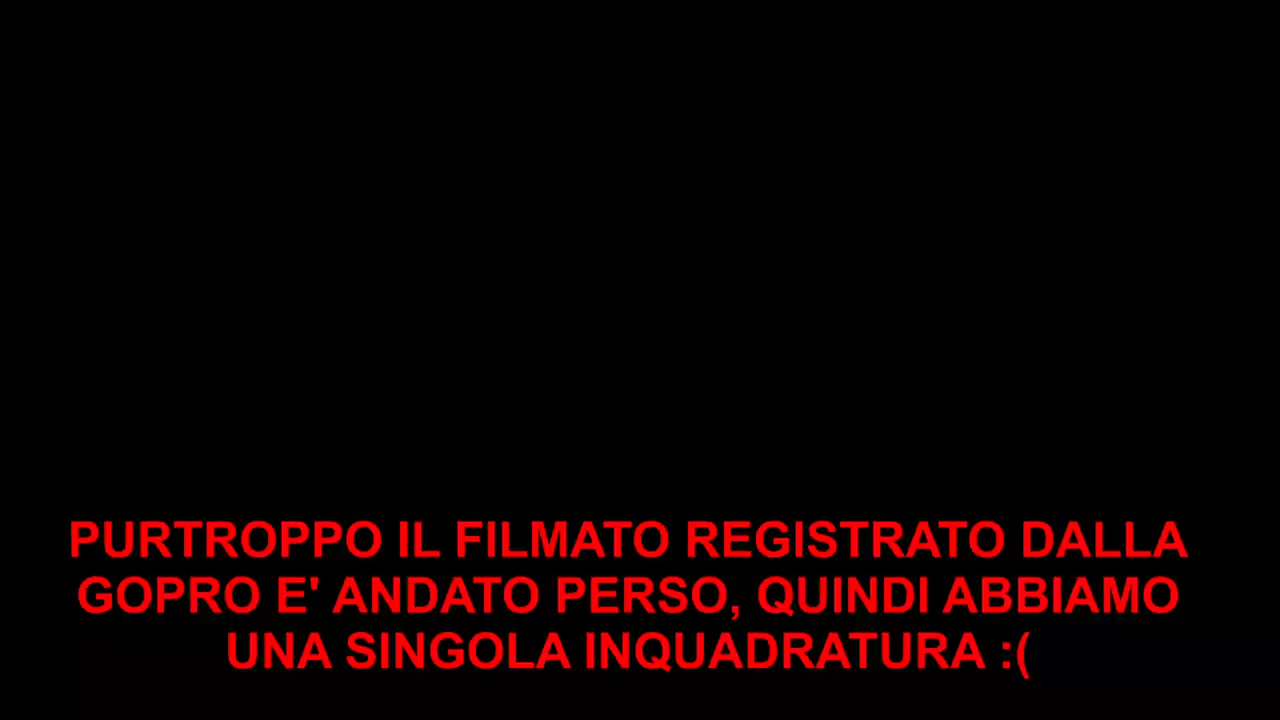 PURTROPPO IL FILMATO REGISTRATO DALLA
GOPRO E' ANDATO PERSO, QUINDI ABBIAMO
UNA SINGOLA INQUADRATURA :(